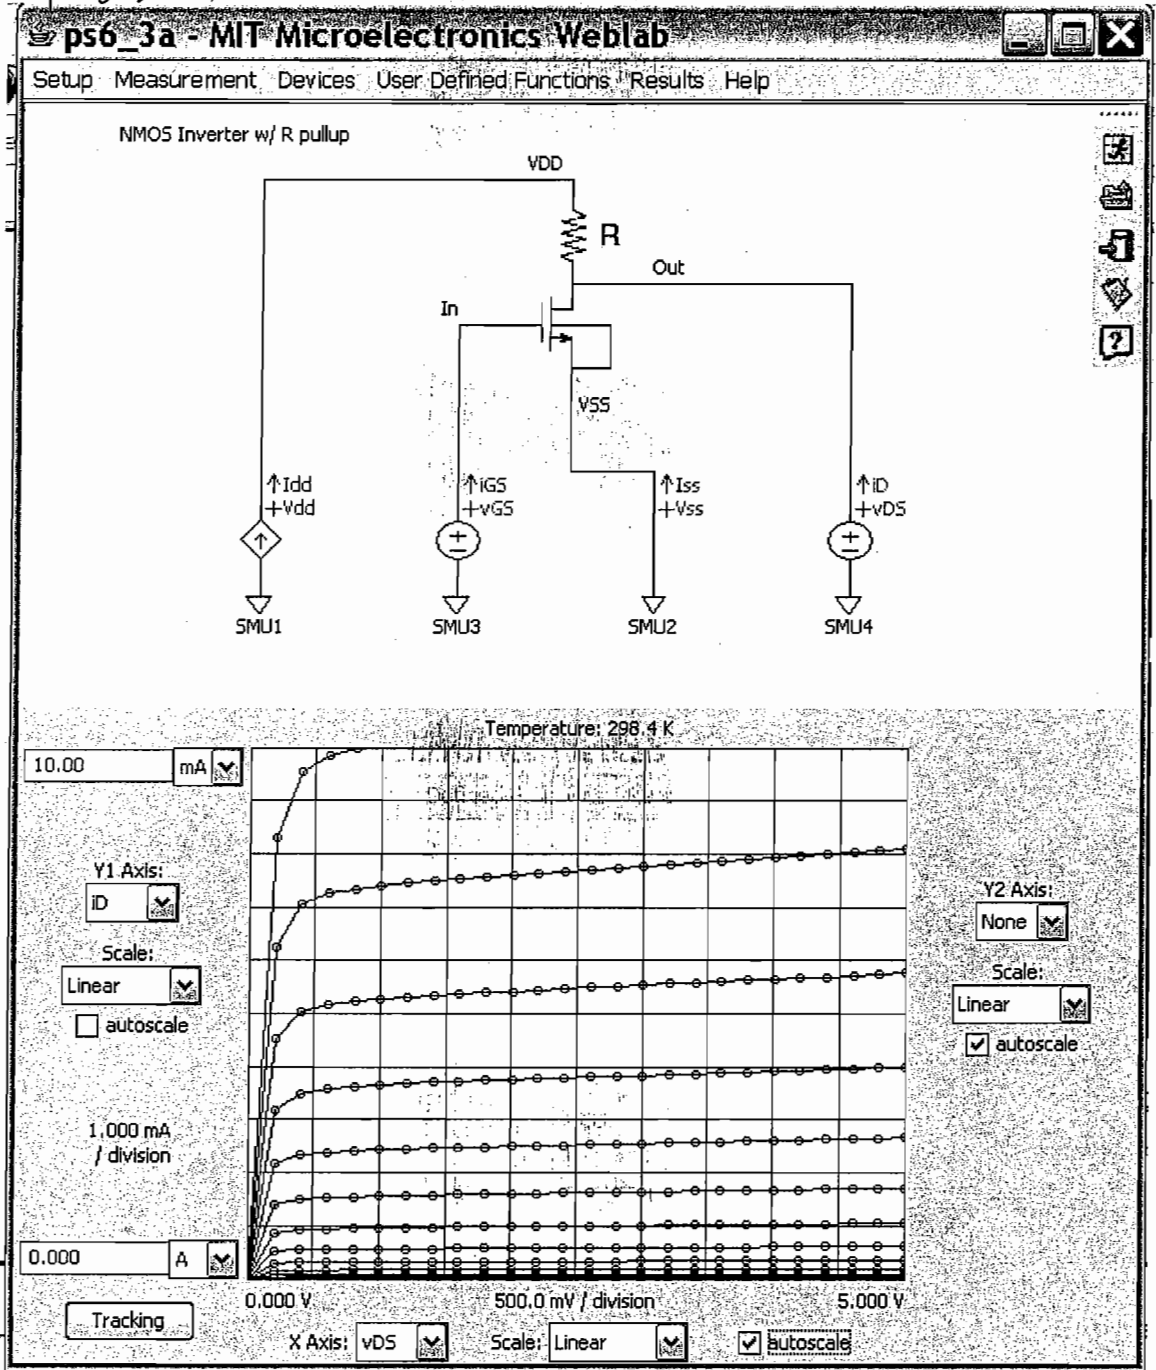 ps6_3a - MIT Microelectronics Weblab
Setup Measurement Devices User Defined Functions Results Help
NMOS Inverter w/ R pullup
VDD
R
Out
In
VSS
↑Idd ↑iGS ↑Iss ↑iD
+Vdd +vGS +Vss +vDS
SMU1 SMU3 SMU2 SMU4
Temperature: 298.4 K
10.00 mA
Y1 Axis:
iD
Scale:
Linear
autoscale
1.000 mA
/ division
0.000 A
Tracking
Y2 Axis:
None
Scale:
Linear
autoscale
0.000 V 500.0 mV / division 5.000 V
X Axis: vDS Scale: Linear autoscale